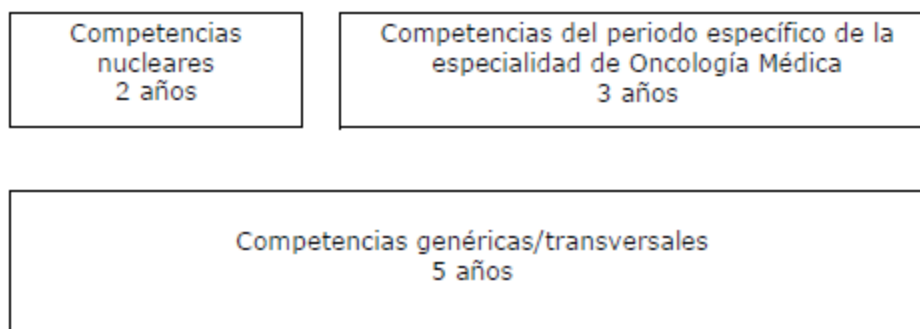 Competencias
nucleares
2 años
Competencias del periodo específico de la
especialidad de Oncología Médica
3 años
Competencias genéricas/transversales
5 años